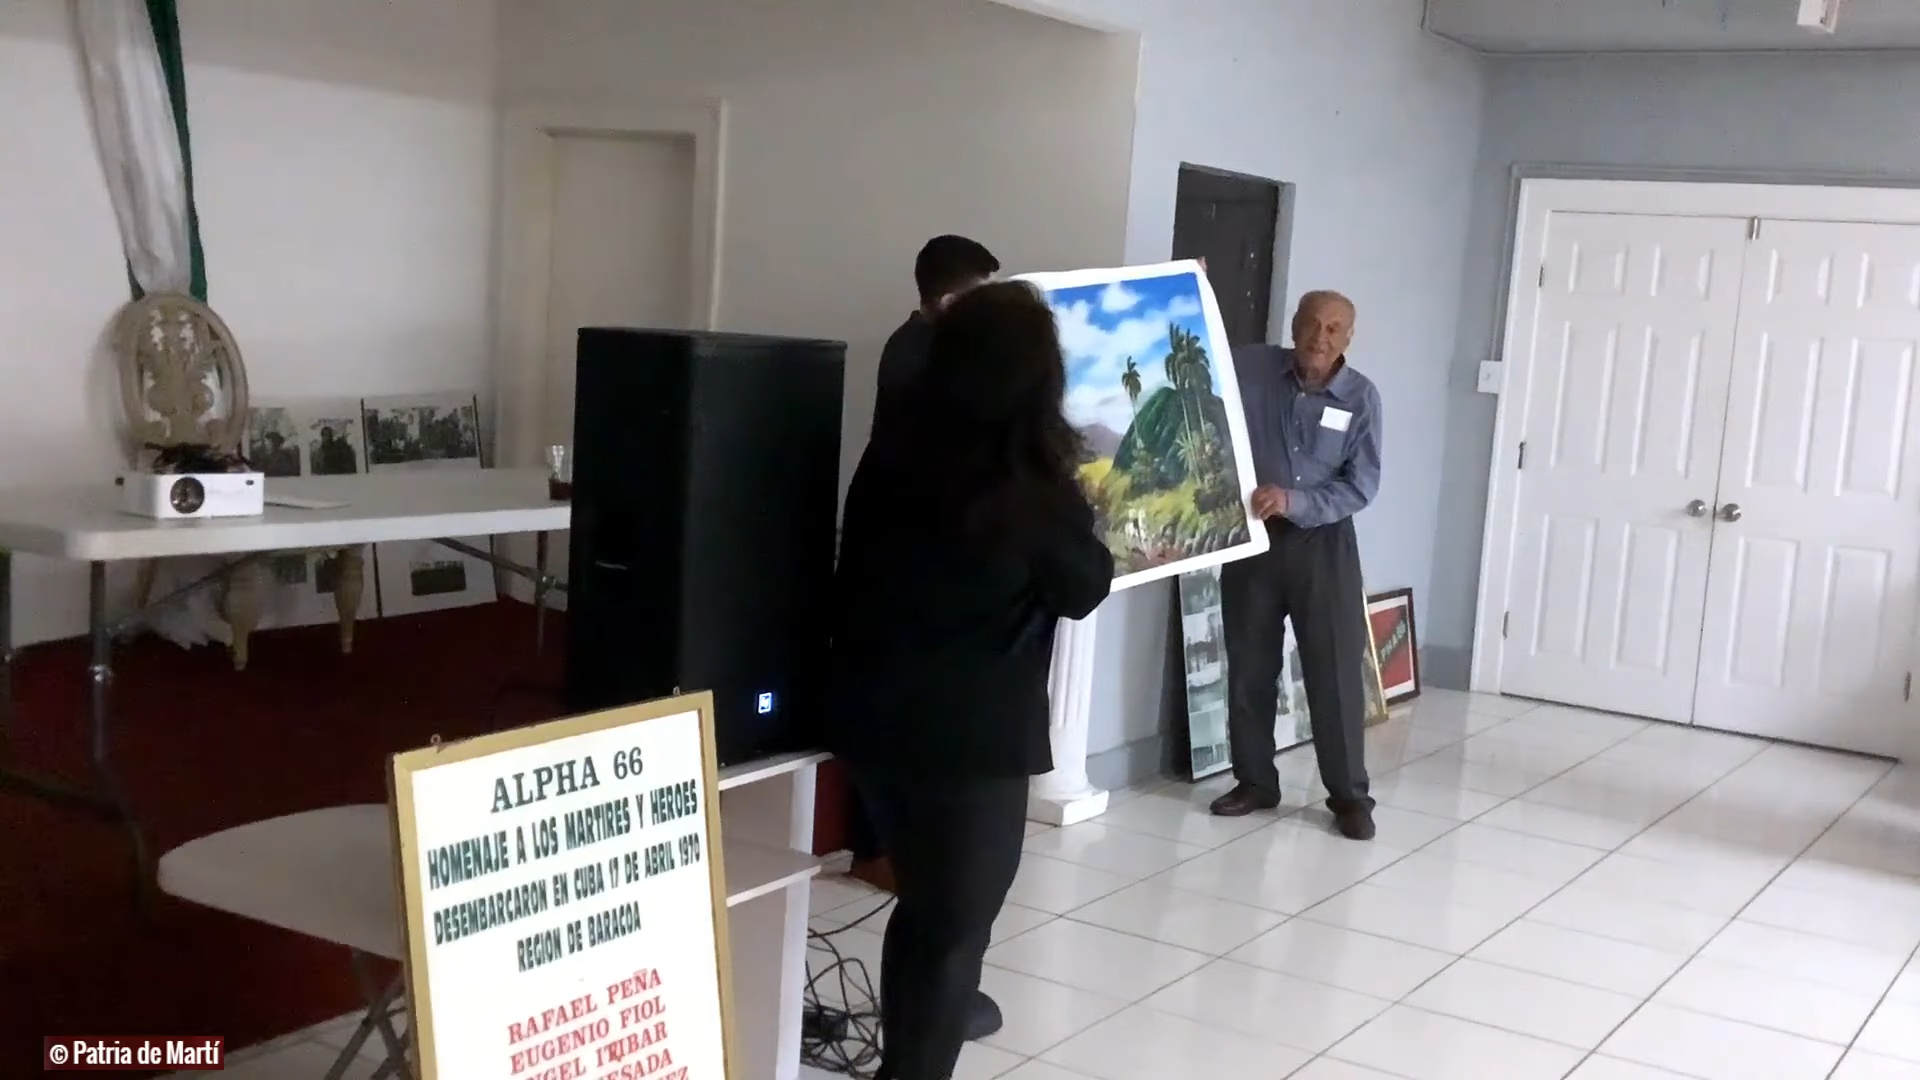 ALPHA 66
HOMENAJE A LOS MARTIRES Y HEROES
DESEMBARCARON EN CUBA 17 DE ABRIL 1970
REGION DE BARACOA
RAFAEL PEÑA
EUGENIO FIOL
© Patria de Martí